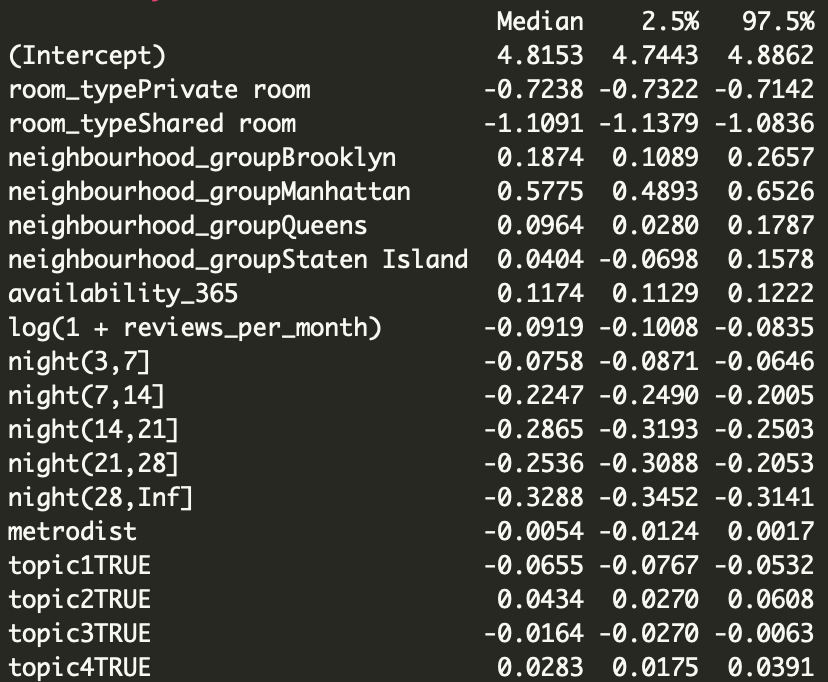 Median 2.5% 97.5%
(Intercept) 4.8153 4.7443 4.8862
room_typePrivate room -0.7238 -0.7322 -0.7142
room_typeShared room -1.1091 -1.1379 -1.0836
neighbourhood_groupBrooklyn 0.1874 0.1089 0.2657
neighbourhood_groupManhattan 0.5775 0.4893 0.6526
neighbourhood_groupQueens 0.0964 0.0280 0.1787
neighbourhood_groupStaten Island 0.0404 -0.0698 0.1578
availability_365 0.1174 0.1129 0.1222
log(1 + reviews_per_month) -0.0919 -0.1008 -0.0835
night(3,7] -0.0758 -0.0871 -0.0646
night(7,14] -0.2247 -0.2490 -0.2005
night(14,21] -0.2865 -0.3193 -0.2503
night(21,28] -0.2536 -0.3088 -0.2053
night(28,Inf] -0.3288 -0.3452 -0.3141
metrodist -0.0054 -0.0124 0.0017
topic1TRUE -0.0655 -0.0767 -0.0532
topic2TRUE 0.0434 0.0270 0.0608
topic3TRUE -0.0164 -0.0270 -0.0063
topic4TRUE 0.0283 0.0175 0.0391